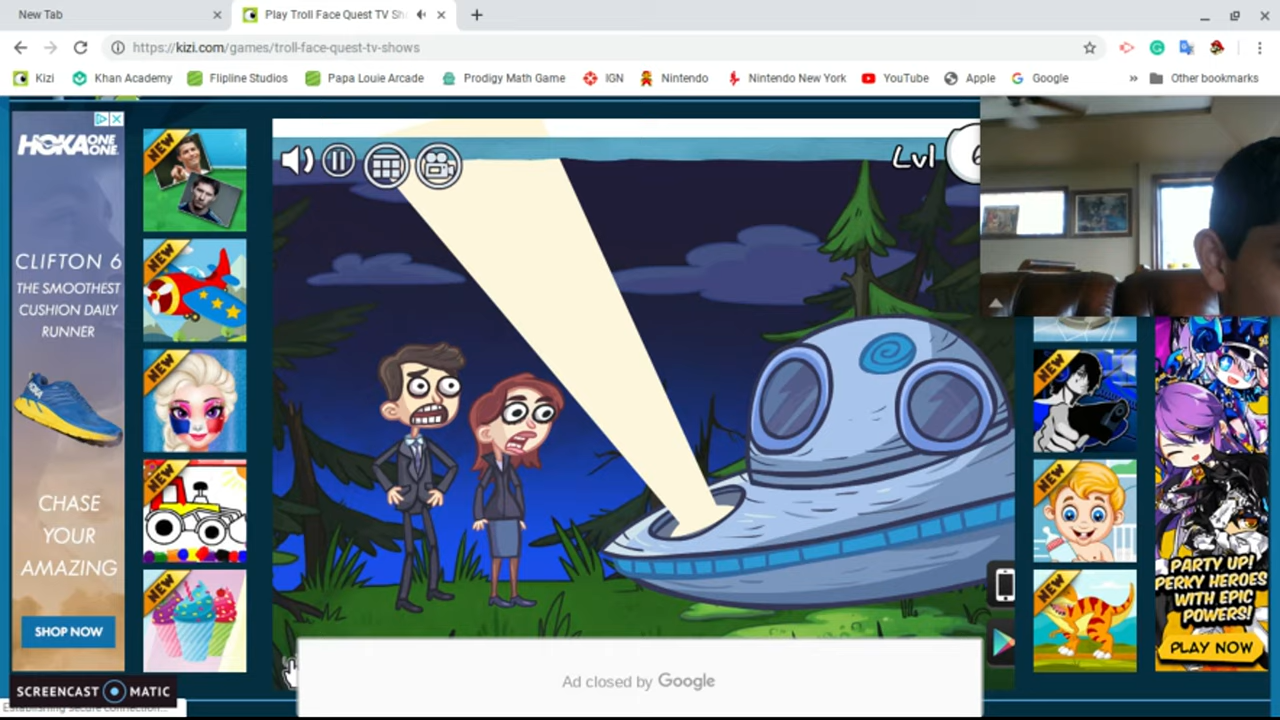 New Tab
Play Troll Face Quest TV Sh
https://kizi.com/games/troll-face-quest-tv-shows
Kizi
Khan Academy
Flipline Studios
Papa Louie Arcade
Prodigy Math Game
IGN
Nintendo
Nintendo New York
YouTube
Apple
Google
»
Other bookmarks
HOKA ONE ONE
CLIFTON 6
THE SMOOTHEST
CUSHION DAILY
RUNNER
CHASE
YOUR
AMAZING
SHOP NOW
NEW
NEW
NEW
NEW
NEW
Lvl 6
NEW
NEW
NEW
PARTY UP!
PERKY HEROES
WITH EPIC
POWERS!
PLAY NOW
Ad closed by Google
SCREENCAST MATIC
Establishing secure connection...